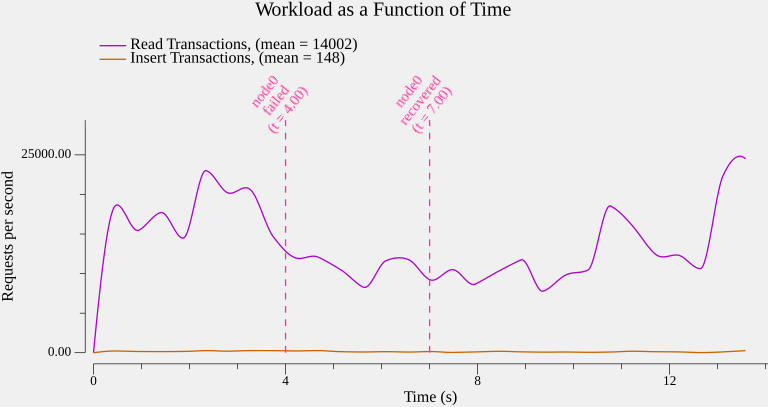 Workload as a Function of Time
Read Transactions, (mean = 14002)
Insert Transactions, (mean = 148)
node0
failed
(t = 4.00)
node0
recovered
(t = 7.00)
25000.00
0.00
Requests per second
0
4
8
12
Time (s)